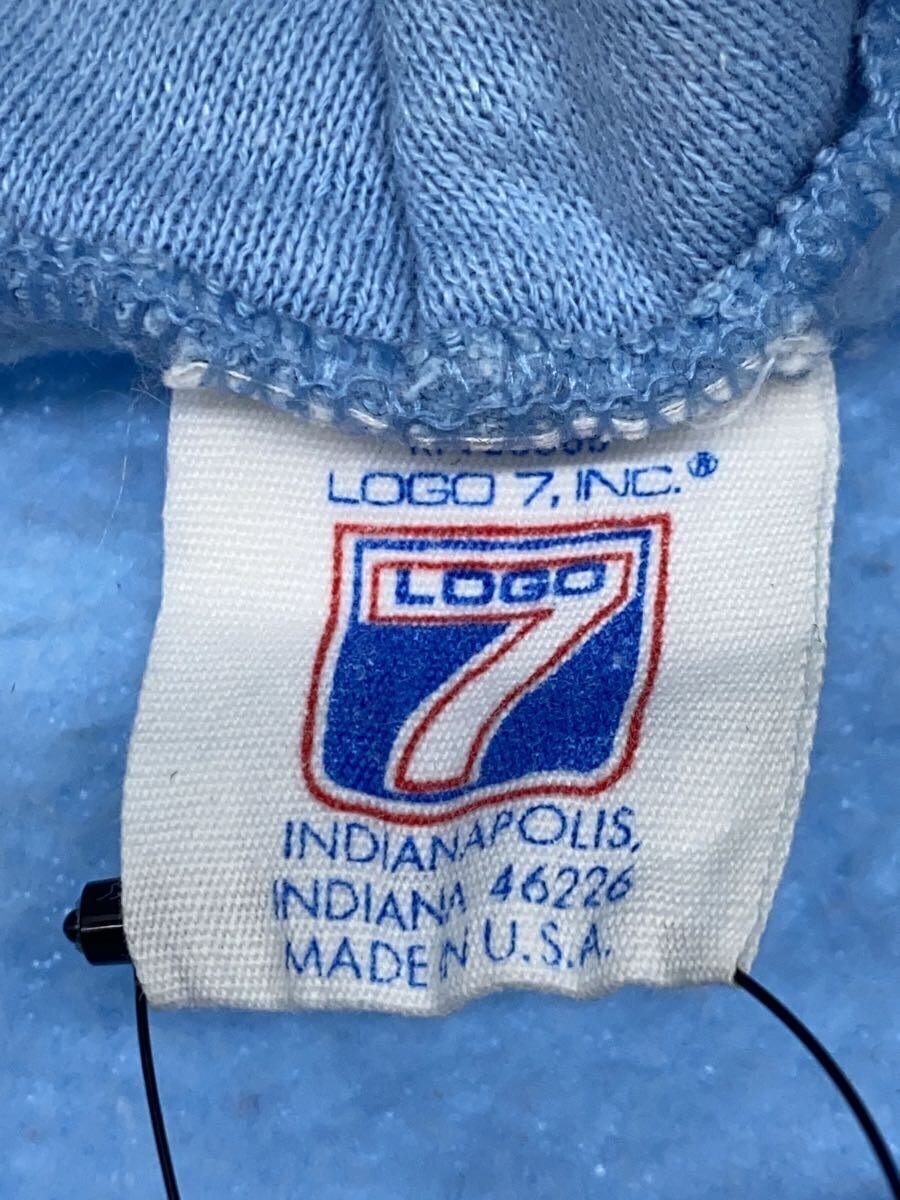 LOGO 7, INC.®
LOGO
7
INDIANAPOLIS,
INDIANA 46226
MADE IN U.S.A.